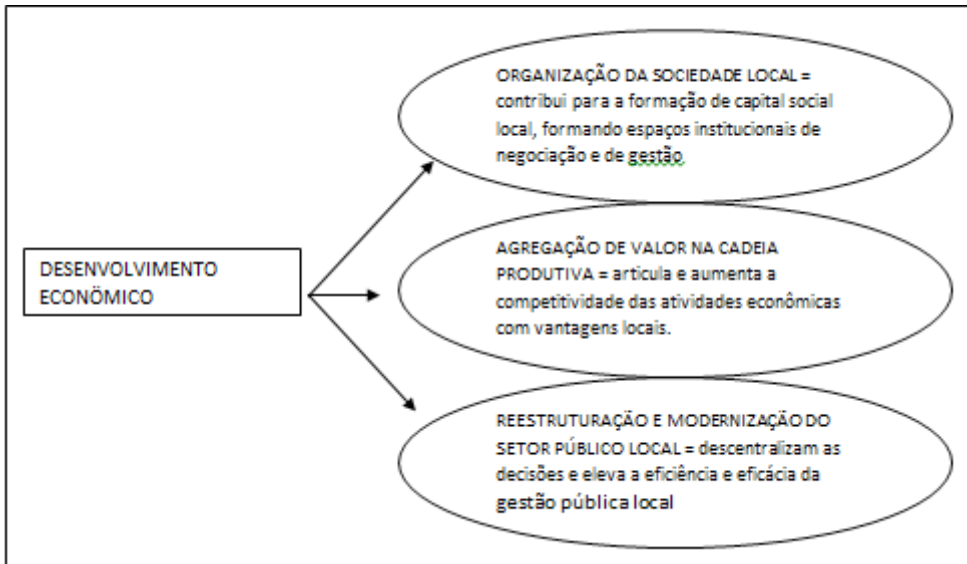 ORGANIZAÇÃO DA SOCIEDADE LOCAL =
contribui para a formação de capital social
local, formando espaços institucionais de
negociação e de gestão
DESENVOLVIMENTO
ECONÔMICO
AGREGAÇÃO DE VALOR NA CADEIA
PRODUTIVA = articula e aumenta a
competitividade das atividades econômicas
com vantagens locais.
REESTRUTURAÇÃO E MODERNIZAÇÃO DO
SETOR PÚBLICO LOCAL = descentralizam as
decisões e eleva a eficiência e eficácia da
gestão pública local